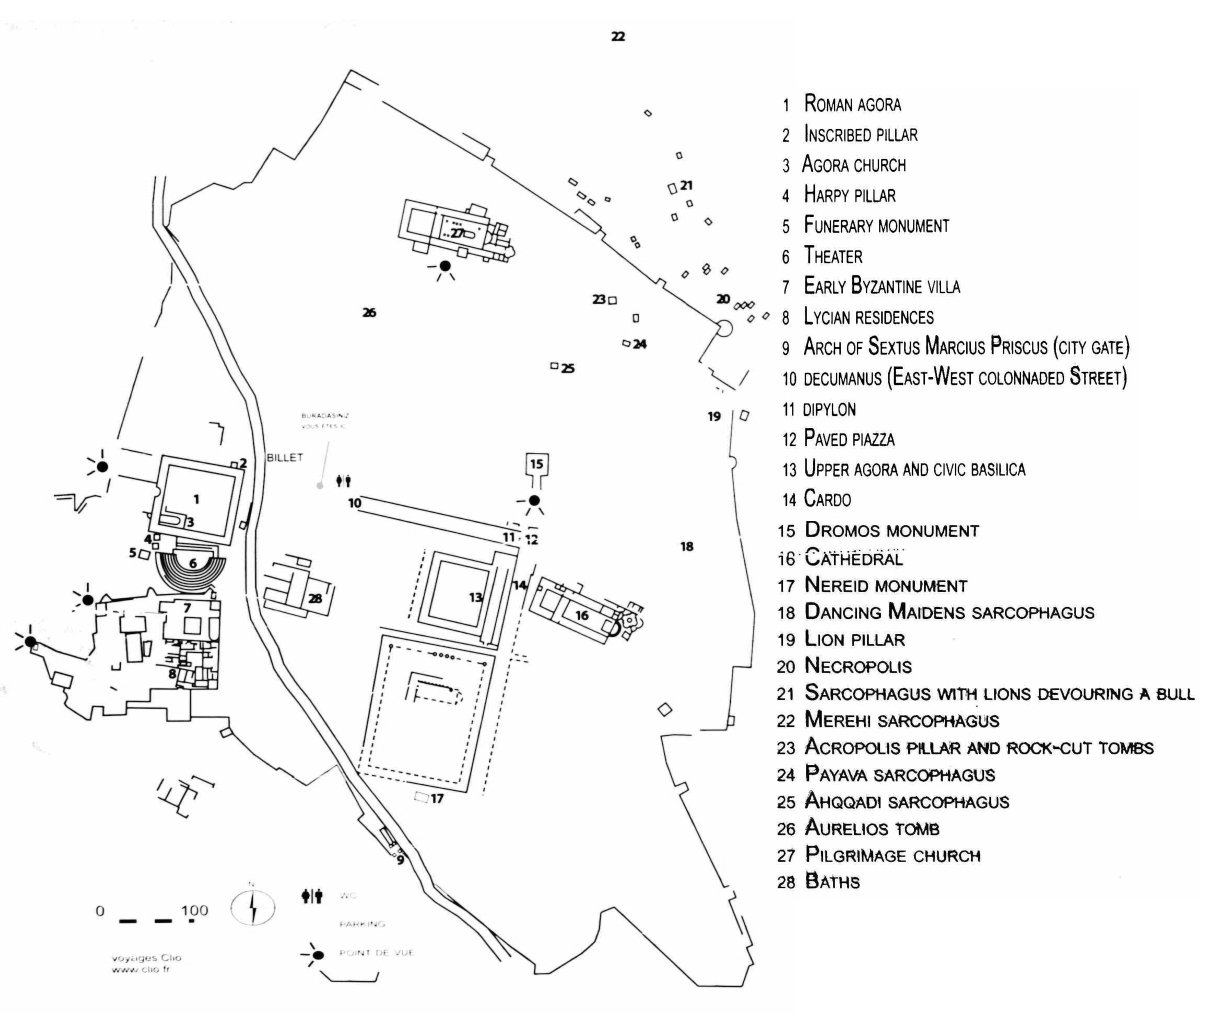 22
21
27
20
23
26
24
25
19
BURADASINIZ
VOUS ETES IC
2
BILLET
15
1
10
3
4
11
12
18
5
6
14
28
13
7
16
8
17
9
N
0 100
WC
PARKING
POINT DE VUE
voyages Clio
www.clio.fr
1 ROMAN AGORA
2 INSCRIBED PILLAR
3 AGORA CHURCH
4 HARPY PILLAR
5 FUNERARY MONUMENT
6 THEATER
7 EARLY BYZANTINE VILLA
8 LYCIAN RESIDENCES
9 ARCH OF SEXTUS MARCIUS PRISCUS (CITY GATE)
10 DECUMANUS (EAST-WEST COLONNADED STREET)
11 DIPYLON
12 PAVED PIAZZA
13 UPPER AGORA AND CIVIC BASILICA
14 CARDO
15 DROMOS MONUMENT
16 CATHEDRAL
17 NEREID MONUMENT
18 DANCING MAIDENS SARCOPHAGUS
19 LION PILLAR
20 NECROPOLIS
21 SARCOPHAGUS WITH LIONS DEVOURING A BULL
22 MEREHI SARCOPHAGUS
23 ACROPOLIS PILLAR AND ROCK-CUT TOMBS
24 PAYAVA SARCOPHAGUS
25 AHQQADI SARCOPHAGUS
26 AURELIOS TOMB
27 PILGRIMAGE CHURCH
28 BATHS